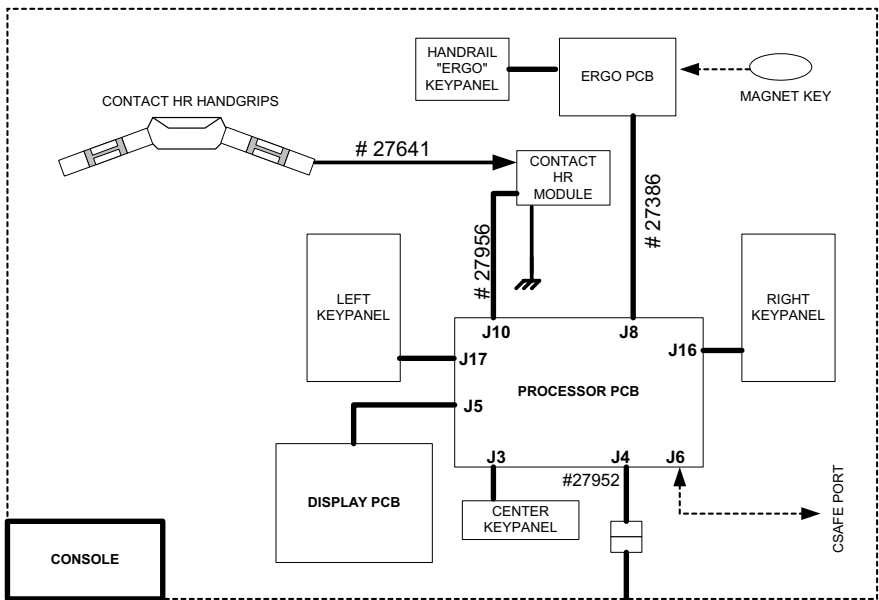 HANDRAIL
"ERGO"
KEYPANEL
ERGO PCB
MAGNET KEY
CONTACT HR HANDGRIPS
# 27641
CONTACT
HR
MODULE
# 27386
# 27956
LEFT
KEYPANEL
RIGHT
KEYPANEL
J10
J8
J17
J16
PROCESSOR PCB
J5
J3
J4
J6
#27952
DISPLAY PCB
CENTER
KEYPANEL
CSAFE PORT
CONSOLE